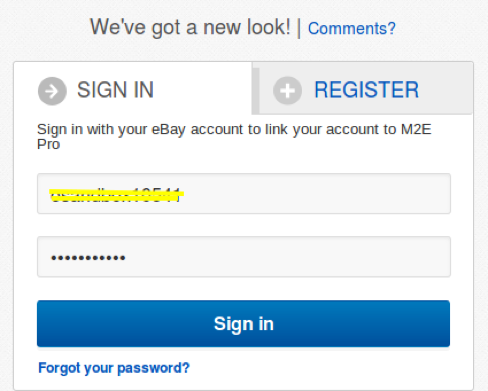 We've got a new look! | Comments?
SIGN IN
REGISTER
Sign in with your eBay account to link your account to M2E
Pro
•••••••••••
Sign in
Forgot your password?